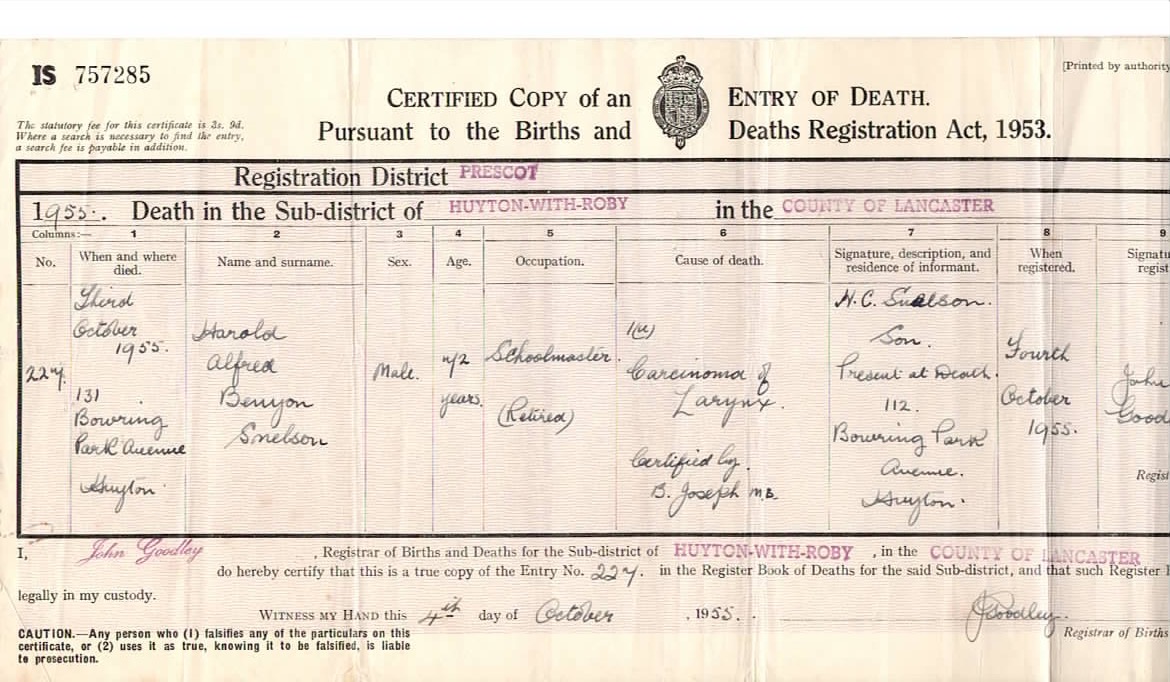 IS 757285
[Printed by authority
CERTIFIED COPY of an ENTRY OF DEATH.
Pursuant to the Births and Deaths Registration Act, 1953.
The statutory fee for this certificate is 3s. 9d.
Where a search is necessary to find the entry,
a search fee is payable in addition.
Registration District PRESCOT
1955. Death in the Sub-district of HUYTON-WITH-ROBY in the COUNTY OF LANCASTER
Columns:— 1 2 3 4 5 6 7 8 9
No. When and where died. Name and surname. Sex. Age. Occupation. Cause of death. Signature, description, and residence of informant. When registered. Signatu regist
227.
Third
October
1955.
131
Bowring
Park Avenue
Huyton
Harold
Alfred
Benyon
Snelson
Male.
72
years.
Schoolmaster.
(Retired)
1(a)
Carcinoma of
Larynx.
Certified by.
B. Joseph M.B.
H.C. Snelson.
Son.
Present at Death.
112.
Bowring Park
Avenue.
Huyton.
Fourth
October
1955.
John
Good
Regist
I, John Goodley , Registrar of Births and Deaths for the Sub-district of HUYTON-WITH-ROBY , in the COUNTY OF LANCASTER
do hereby certify that this is a true copy of the Entry No. 227. in the Register Book of Deaths for the said Sub-district, and that such Register
legally in my custody.
WITNESS MY HAND this 4th day of October , 1955.
JGoodley.
Registrar of Births
CAUTION.—Any person who (1) falsifies any of the particulars on this
certificate, or (2) uses it as true, knowing it to be falsified, is liable
to prosecution.